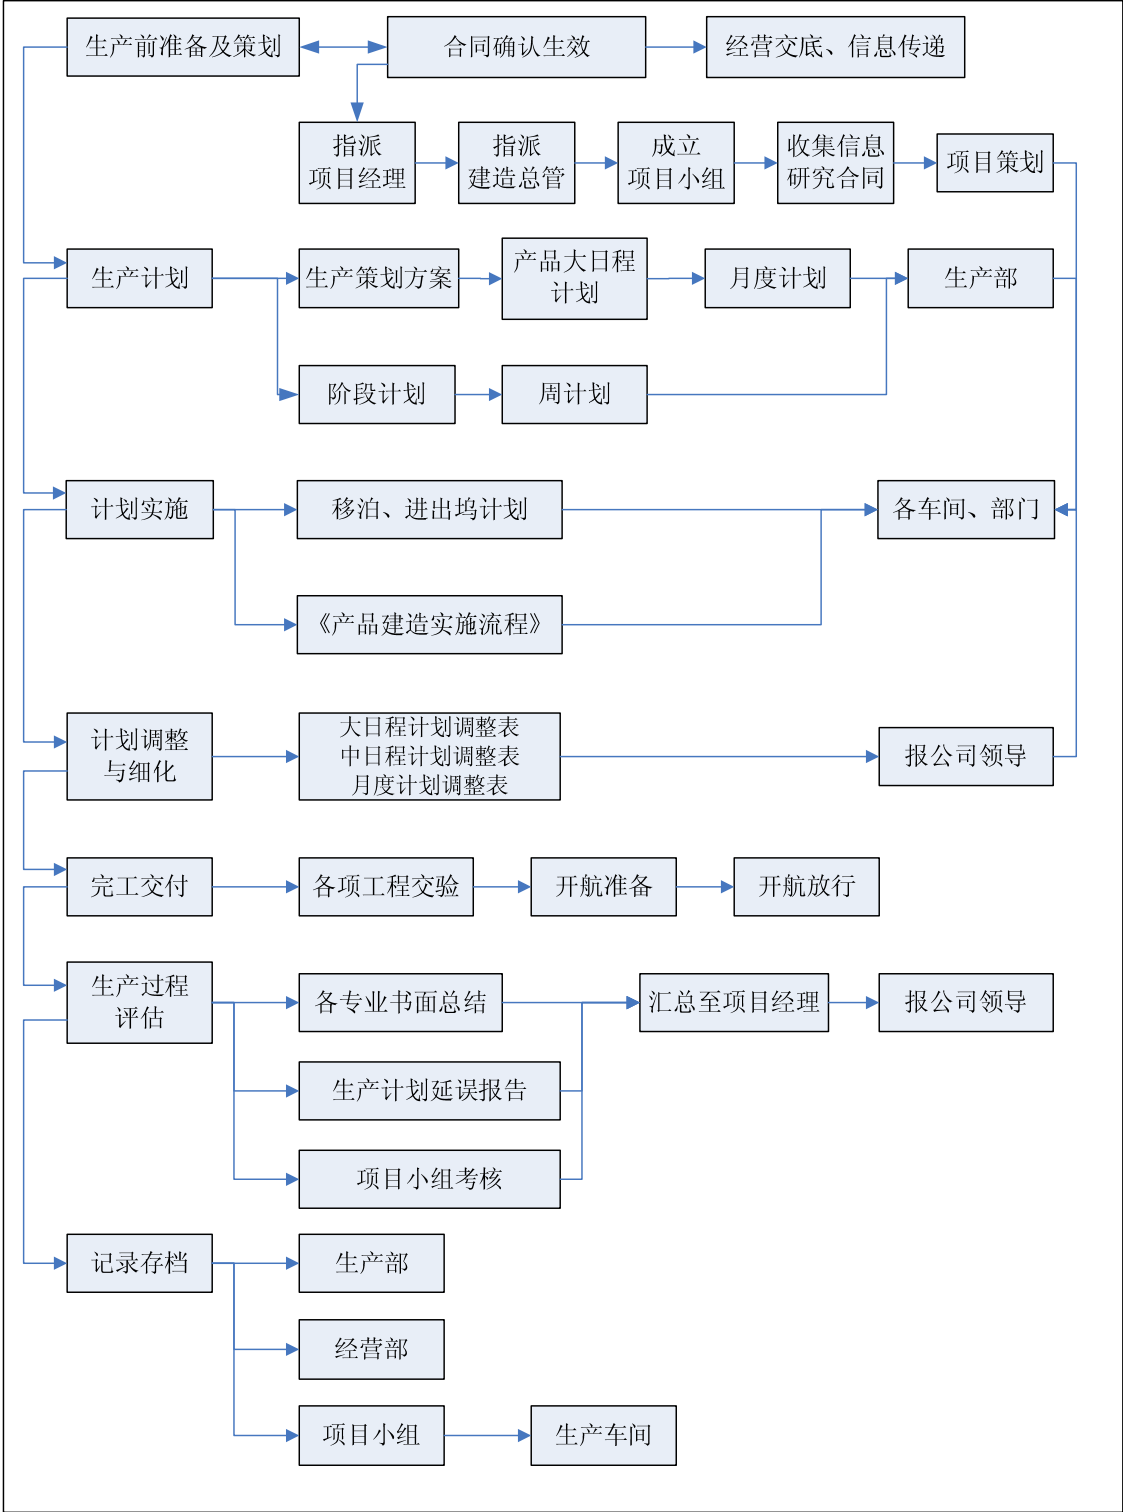 生产前准备及策划
合同确认生效
经营交底、信息传递
指派
项目经理
指派
建造总管
成立
项目小组
收集信息
研究合同
项目策划
生产计划
生产策划方案
产品大日程
计划
月度计划
生产部
阶段计划
周计划
计划实施
移泊、进出坞计划
各车间、部门
《产品建造实施流程》
计划调整
与细化
大日程计划调整表
中日程计划调整表
月度计划调整表
报公司领导
完工交付
各项工程交验
开航准备
开航放行
生产过程
评估
各专业书面总结
汇总至项目经理
报公司领导
生产计划延误报告
项目小组考核
记录存档
生产部
经营部
项目小组
生产车间